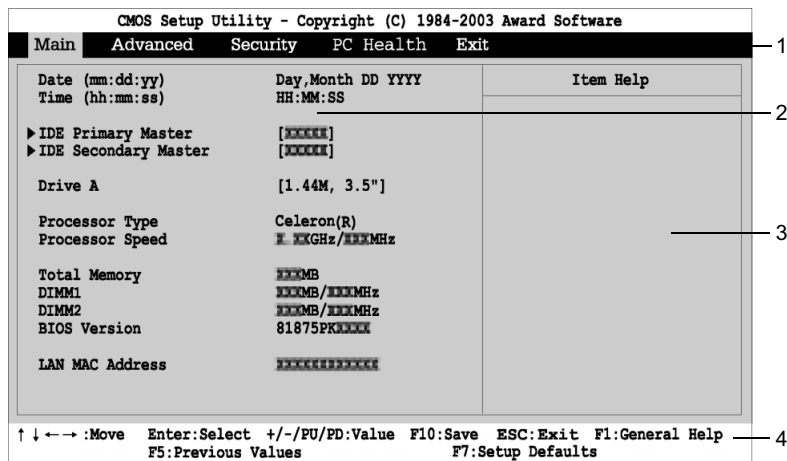 CMOS Setup Utility - Copyright (C) 1984-2003 Award Software
Main Advanced Security PC Health Exit
1
Date (mm:dd:yy) Day,Month DD YYYY Item Help
Time (hh:mm:ss) HH:MM:SS
2
▶IDE Primary Master [ ]
▶IDE Secondary Master [ ]
Drive A [1.44M, 3.5"]
Processor Type Celeron(R)
Processor Speed GHz/ MHz
3
Total Memory MB
DIMM1 MB/ MHz
DIMM2 MB/ MHz
BIOS Version 81875PK
LAN MAC Address
↑↓←→ :Move Enter:Select +/-/PU/PD:Value F10:Save ESC:Exit F1:General Help
4
F5:Previous Values F7:Setup Defaults